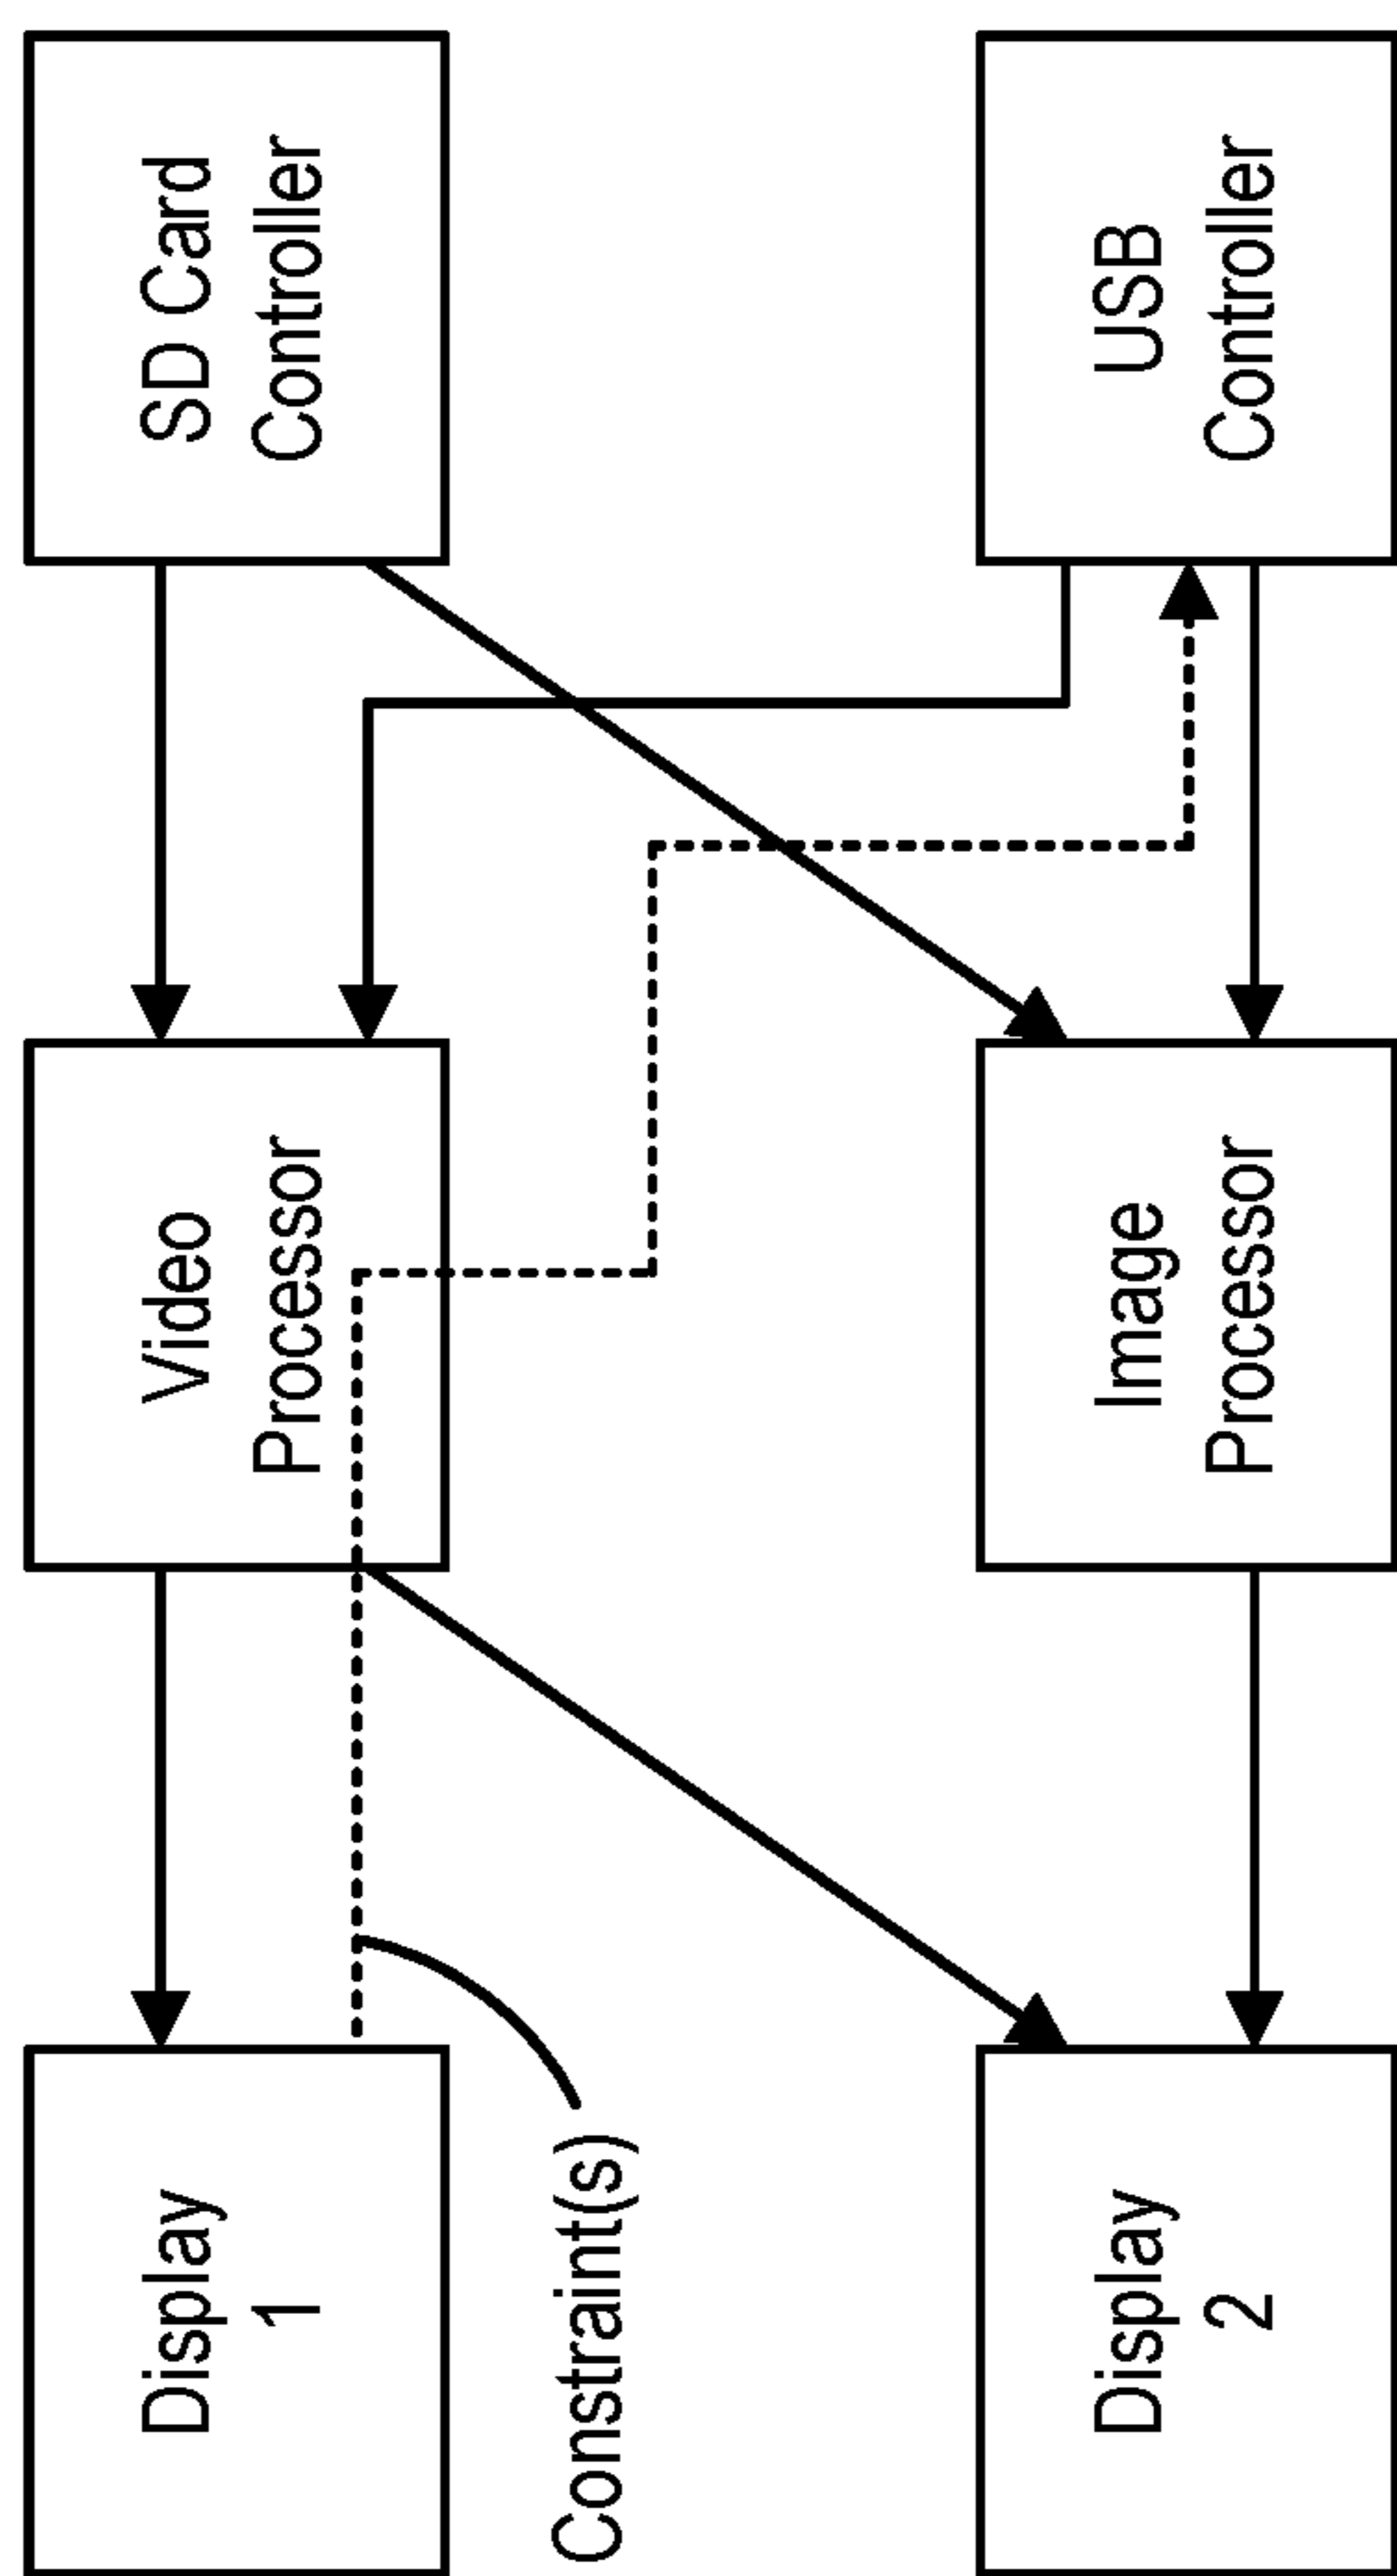 Display
1
Video
Processor
SD Card
Controller
Constraint(s)
Display
2
Image
Processor
USB
Controller